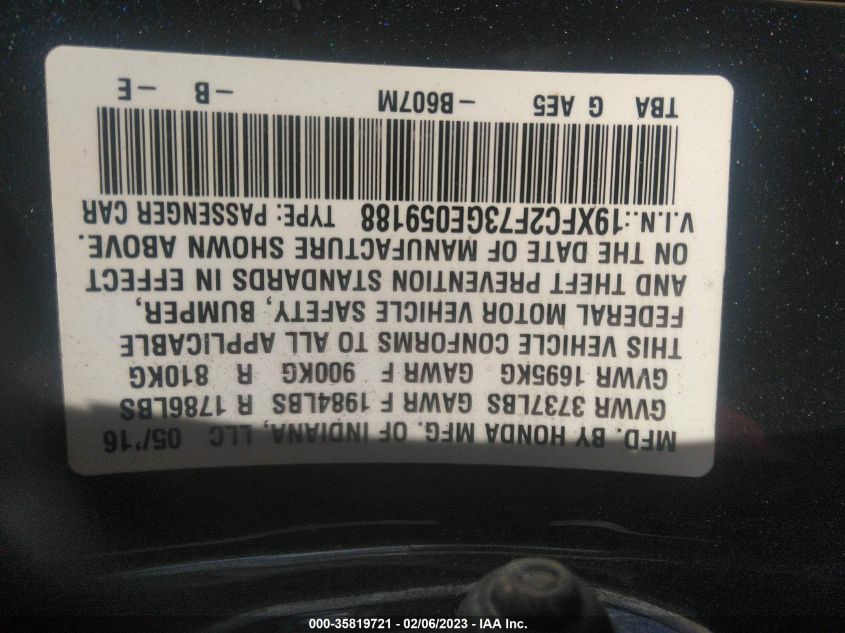 MFD. BY HONDA MFG. OF INDIANA, LLC 05/'16
GVWR 3737LBS GAWR F 1984LBS R 1786LBS
GVWR 1695KG GAWR F 900KG R 810KG
THIS VEHICLE CONFORMS TO ALL APPLICABLE
FEDERAL MOTOR VEHICLE SAFETY, BUMPER,
AND THEFT PREVENTION STANDARDS IN EFFECT
ON THE DATE OF MANUFACTURE SHOWN ABOVE.
V.I.N.:19XFC2F73GE059188 TYPE: PASSENGER CAR
TBA G AE5 -B607M -B -E
000-35819721 - 02/06/2023 - IAA Inc.